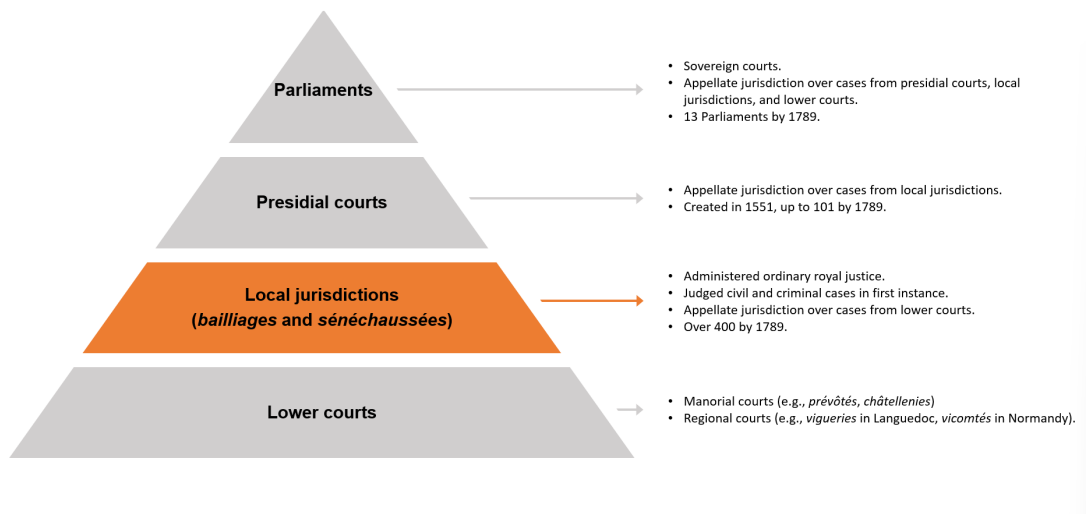 Parliaments
• Sovereign courts.
• Appellate jurisdiction over cases from presidial courts, local
jurisdictions, and lower courts.
• 13 Parliaments by 1789.
Presidial courts
• Appellate jurisdiction over cases from local jurisdictions.
• Created in 1551, up to 101 by 1789.
Local jurisdictions
(bailliages and sénéchaussées)
• Administered ordinary royal justice.
• Judged civil and criminal cases in first instance.
• Appellate jurisdiction over cases from lower courts.
• Over 400 by 1789.
Lower courts
• Manorial courts (e.g., prévôtés, châtellenies)
• Regional courts (e.g., vigueries in Languedoc, vicomtés in Normandy).